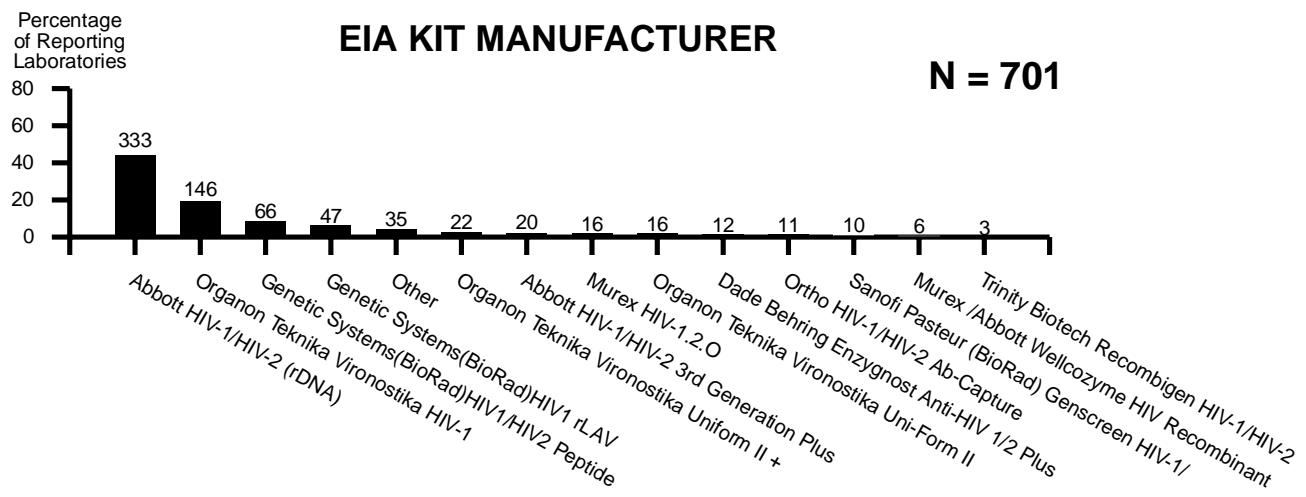 Percentage
of Reporting
Laboratories
EIA KIT MANUFACTURER
N = 701
80
60
40
20
0
333
146
66
47
35
22
20
16
16
12
11
10
6
3
Abbott HIV-1/HIV-2 (rDNA)
Organon Teknika Vironostika HIV-1
Genetic Systems(BioRad)HIV1/HIV2 Peptide
Genetic Systems(BioRad)HIV1 rLAV
Other
Organon Teknika Vironostika Uniform II +
Abbott HIV-1/HIV-2 3rd Generation Plus
Murex HIV-1.2.O
Organon Teknika Vironostika Uni-Form II
Dade Behring Enzygnost Anti-HIV 1/2 Plus
Ortho HIV-1/HIV-2 Ab-Capture
Sanofi Pasteur (BioRad) Genscreen HIV-1/
Murex /Abbott Wellcozyme HIV Recombinant
Trinity Biotech Recombigen HIV-1/HIV-2